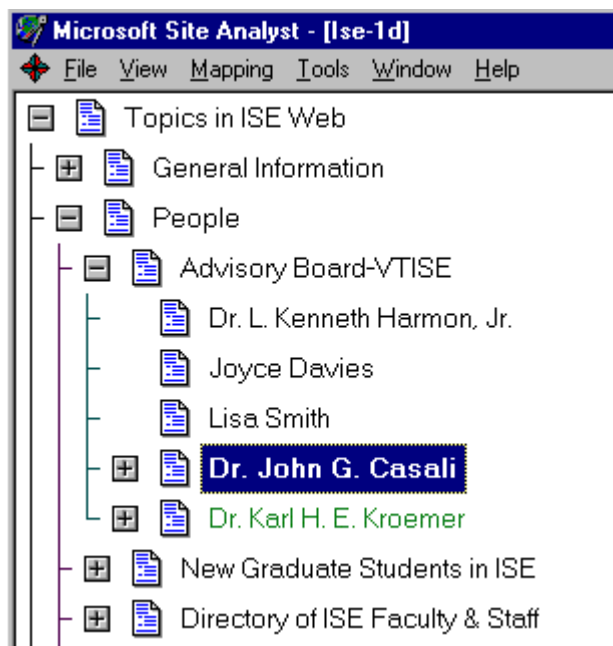 Microsoft Site Analyst - [Ise-1d]
File View Mapping Tools Window Help
Topics in ISE Web
General Information
People
Advisory Board-VTISE
Dr. L. Kenneth Harmon, Jr.
Joyce Davies
Lisa Smith
Dr. John G. Casali
Dr. Karl H. E. Kroemer
New Graduate Students in ISE
Directory of ISE Faculty & Staff